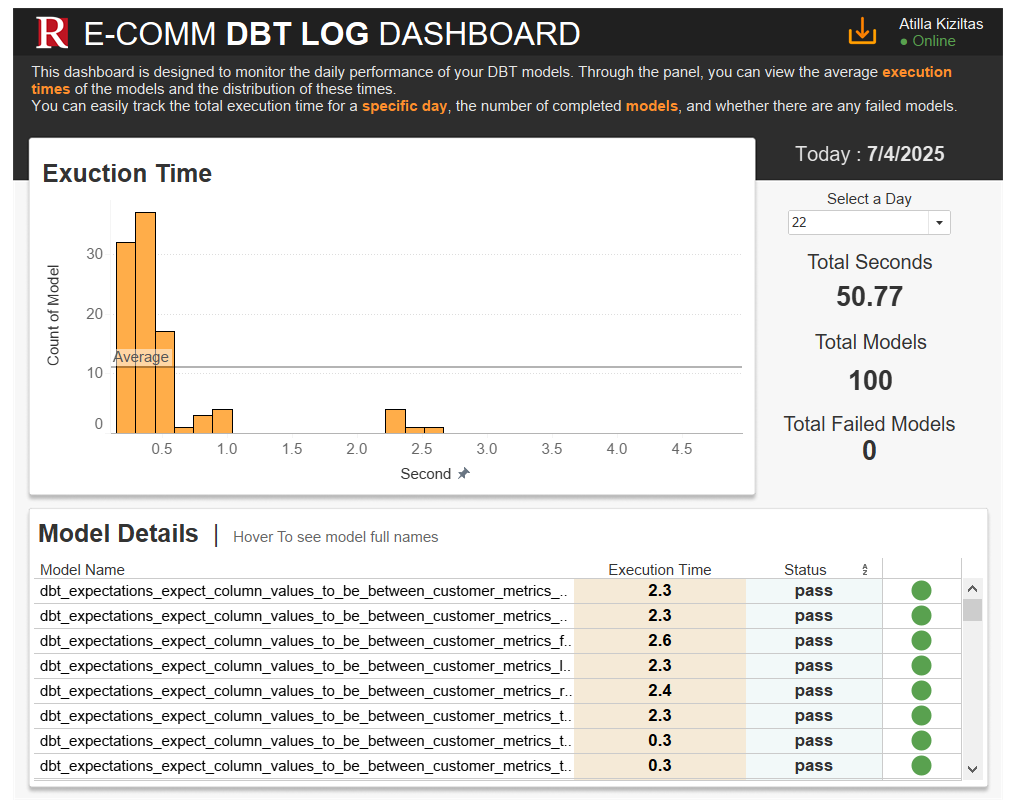 R E-COMM DBT LOG DASHBOARD
Atilla Kiziltas
● Online
This dashboard is designed to monitor the daily performance of your DBT models. Through the panel, you can view the average execution
times of the models and the distribution of these times.
You can easily track the total execution time for a specific day, the number of completed models, and whether there are any failed models.
Today : 7/4/2025
Exuction Time
Count of Model
30
20
10
0
Average
0.5 1.0 1.5 2.0 2.5 3.0 3.5 4.0 4.5
Second
Select a Day
22
Total Seconds
50.77
Total Models
100
Total Failed Models
0
Model Details | Hover To see model full names
Model Name Execution Time Status
dbt_expectations_expect_column_values_to_be_between_customer_metrics_.. 2.3 pass
dbt_expectations_expect_column_values_to_be_between_customer_metrics_.. 2.3 pass
dbt_expectations_expect_column_values_to_be_between_customer_metrics_f.. 2.6 pass
dbt_expectations_expect_column_values_to_be_between_customer_metrics_l.. 2.3 pass
dbt_expectations_expect_column_values_to_be_between_customer_metrics_r.. 2.4 pass
dbt_expectations_expect_column_values_to_be_between_customer_metrics_t.. 2.3 pass
dbt_expectations_expect_column_values_to_be_between_customer_metrics_t.. 0.3 pass
dbt_expectations_expect_column_values_to_be_between_customer_metrics_t.. 0.3 pass